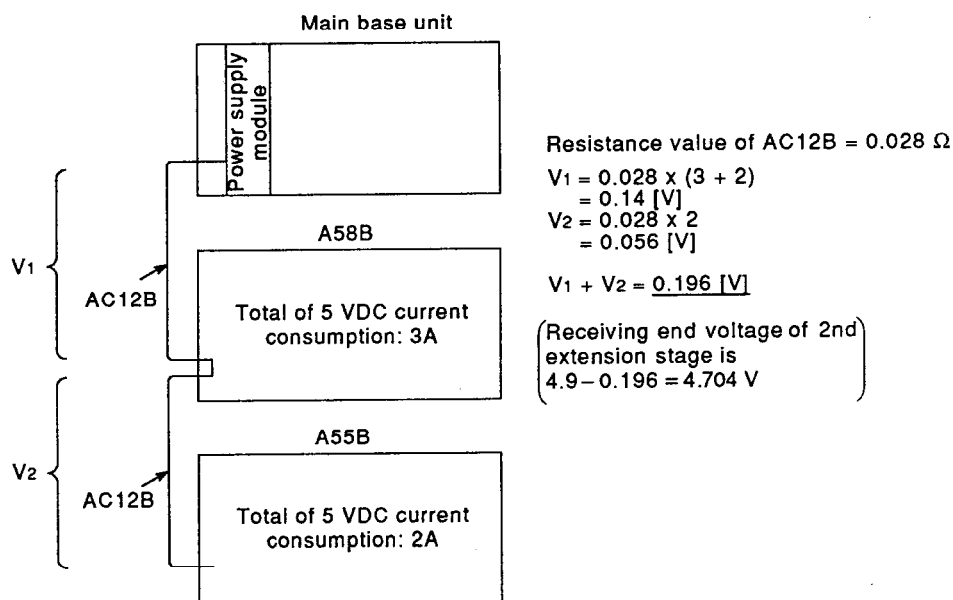 Main base unit
Power supply
module
V1
AC12B
A58B
Total of 5 VDC current
consumption: 3A
V2
AC12B
A55B
Total of 5 VDC current
consumption: 2A
Resistance value of AC12B = 0.028 Ω
V1 = 0.028 x (3 + 2)
= 0.14 [V]
V2 = 0.028 x 2
= 0.056 [V]
V1 + V2 = 0.196 [V]
(Receiving end voltage of 2nd
extension stage is
4.9−0.196=4.704 V)